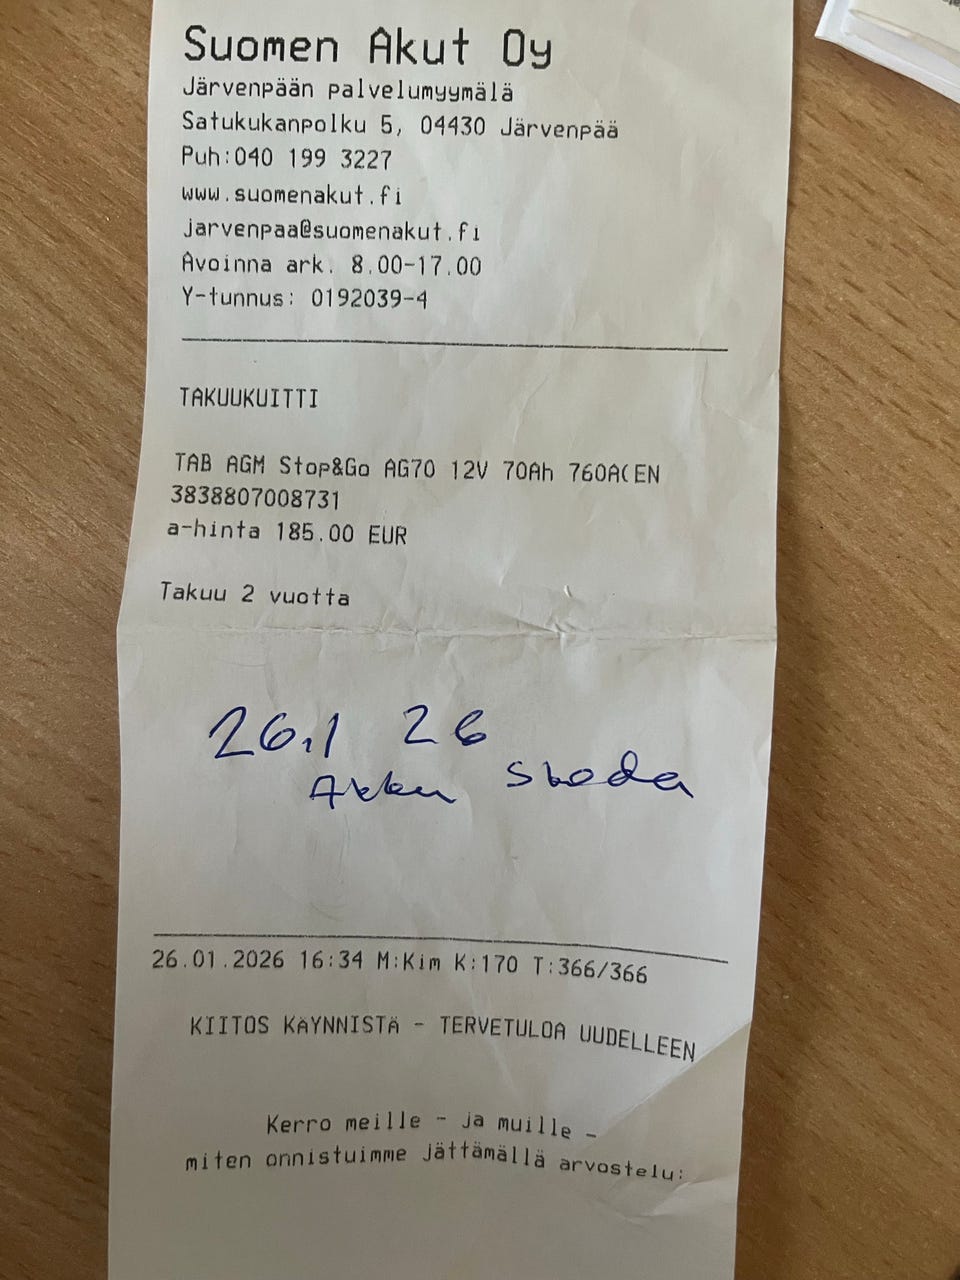 Suomen Akut Oy
Järvenpään palvelumyymälä
Satukukanpolku 5, 04430 Järvenpää
Puh:040 199 3227
www.suomenakut.fi
jarvenpaa@suomenakut.fi
Avoinna ark. 8.00-17.00
Y-tunnus: 0192039-4
TAKUUKUITTI
TAB AGM Stop&Go AG70 12V 70Ah 760A(EN
3838807008731
a-hinta 185.00 EUR
Takuu 2 vuotta
26.1 26
Akku Skoda
26.01.2026 16:34 M:Kim K:170 T:366/366
KIITOS KÄYNNISTÄ - TERVETULOA UUDELLEEN
Kerro meille - ja muille -
miten onnistuimme jättämällä arvostelu: